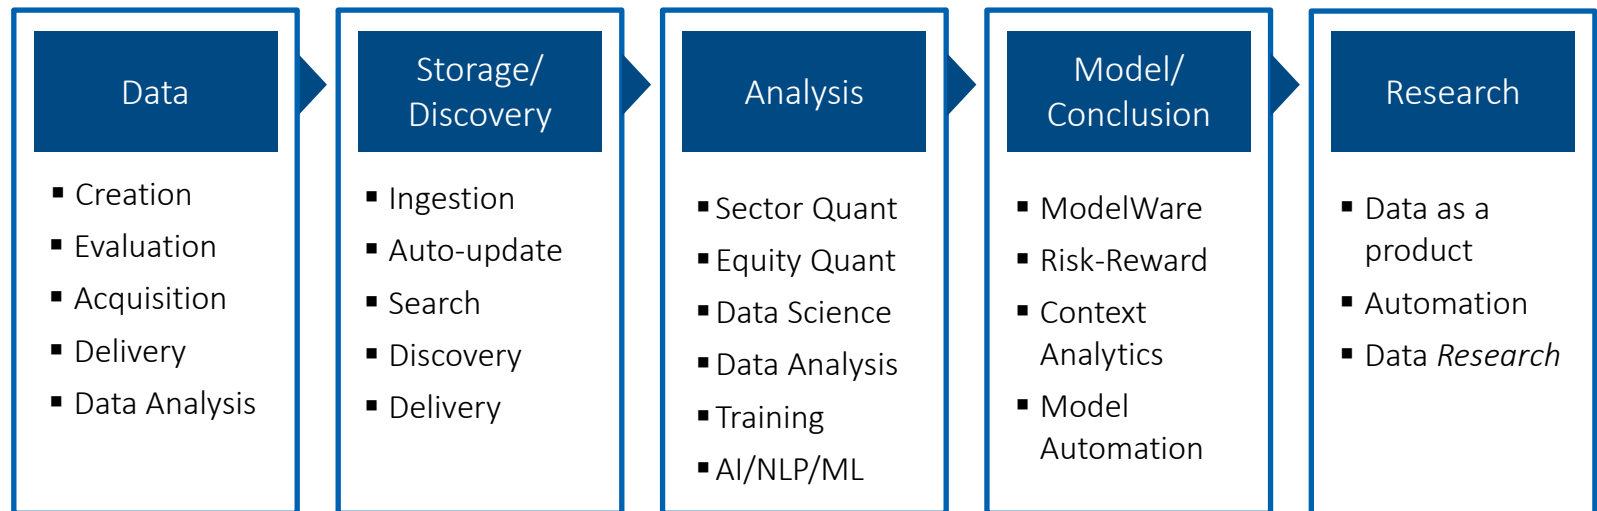 Data
▪ Creation
▪ Evaluation
▪ Acquisition
▪ Delivery
▪ Data Analysis
Storage/
Discovery
▪ Ingestion
▪ Auto-update
▪ Search
▪ Discovery
▪ Delivery
Analysis
▪ Sector Quant
▪ Equity Quant
▪ Data Science
▪ Data Analysis
▪ Training
▪ AI/NLP/ML
Model/
Conclusion
▪ ModelWare
▪ Risk-Reward
▪ Context
Analytics
▪ Model
Automation
Research
▪ Data as a
product
▪ Automation
▪ Data Research